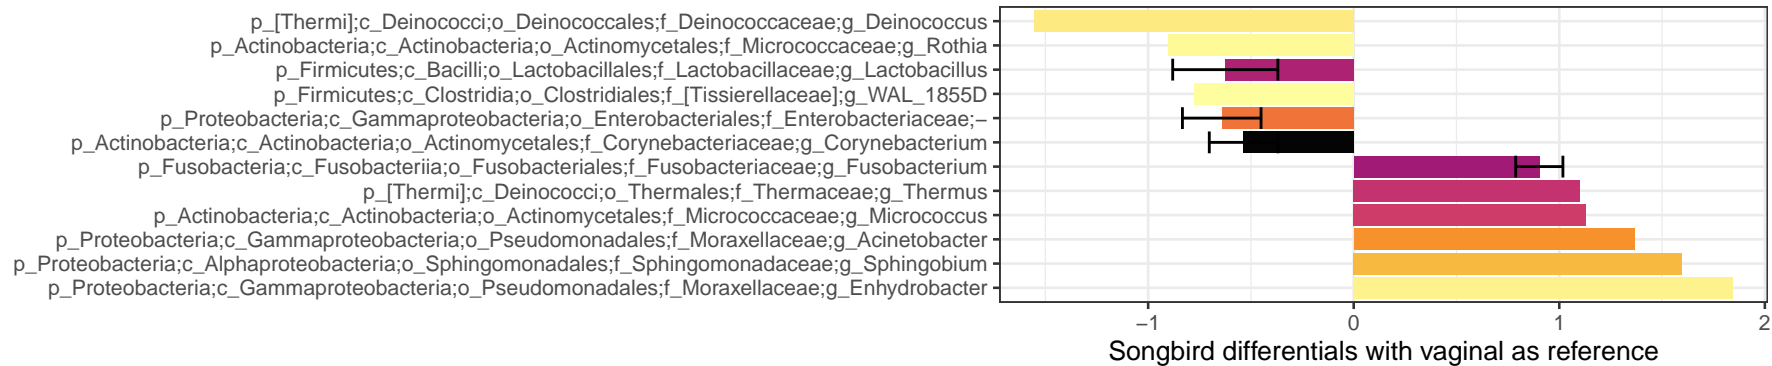 p_[Thermi];c_Deinococci;o_Deinococcales;f_Deinococcaceae;g_Deinococcus
p_Actinobacteria;c_Actinobacteria;o_Actinomycetales;f_Micrococcaceae;g_Rothia
p_Firmicutes;c_Bacilli;o_Lactobacillales;f_Lactobacillaceae;g_Lactobacillus
p_Firmicutes;c_Clostridia;o_Clostridiales;f_[Tissierellaceae];g_WAL_1855D
p_Proteobacteria;c_Gammaproteobacteria;o_Enterobacteriales;f_Enterobacteriaceae;−
p_Actinobacteria;c_Actinobacteria;o_Actinomycetales;f_Corynebacteriaceae;g_Corynebacterium
p_Fusobacteria;c_Fusobacteriia;o_Fusobacteriales;f_Fusobacteriaceae;g_Fusobacterium
p_[Thermi];c_Deinococci;o_Thermales;f_Thermaceae;g_Thermus
p_Actinobacteria;c_Actinobacteria;o_Actinomycetales;f_Micrococcaceae;g_Micrococcus
p_Proteobacteria;c_Gammaproteobacteria;o_Pseudomonadales;f_Moraxellaceae;g_Acinetobacter
p_Proteobacteria;c_Alphaproteobacteria;o_Sphingomonadales;f_Sphingomonadaceae;g_Sphingobium
p_Proteobacteria;c_Gammaproteobacteria;o_Pseudomonadales;f_Moraxellaceae;g_Enhydrobacter
−1 0 1 2
Songbird differentials with vaginal as reference